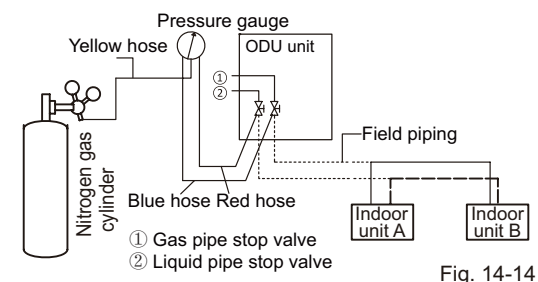 Pressure gauge
Yellow hose
ODU unit
①
②
Field piping
Nitrogen gas
cylinder
Blue hose Red hose
Indoor
unit A
Indoor
unit B
① Gas pipe stop valve
② Liquid pipe stop valve
Fig. 14-14